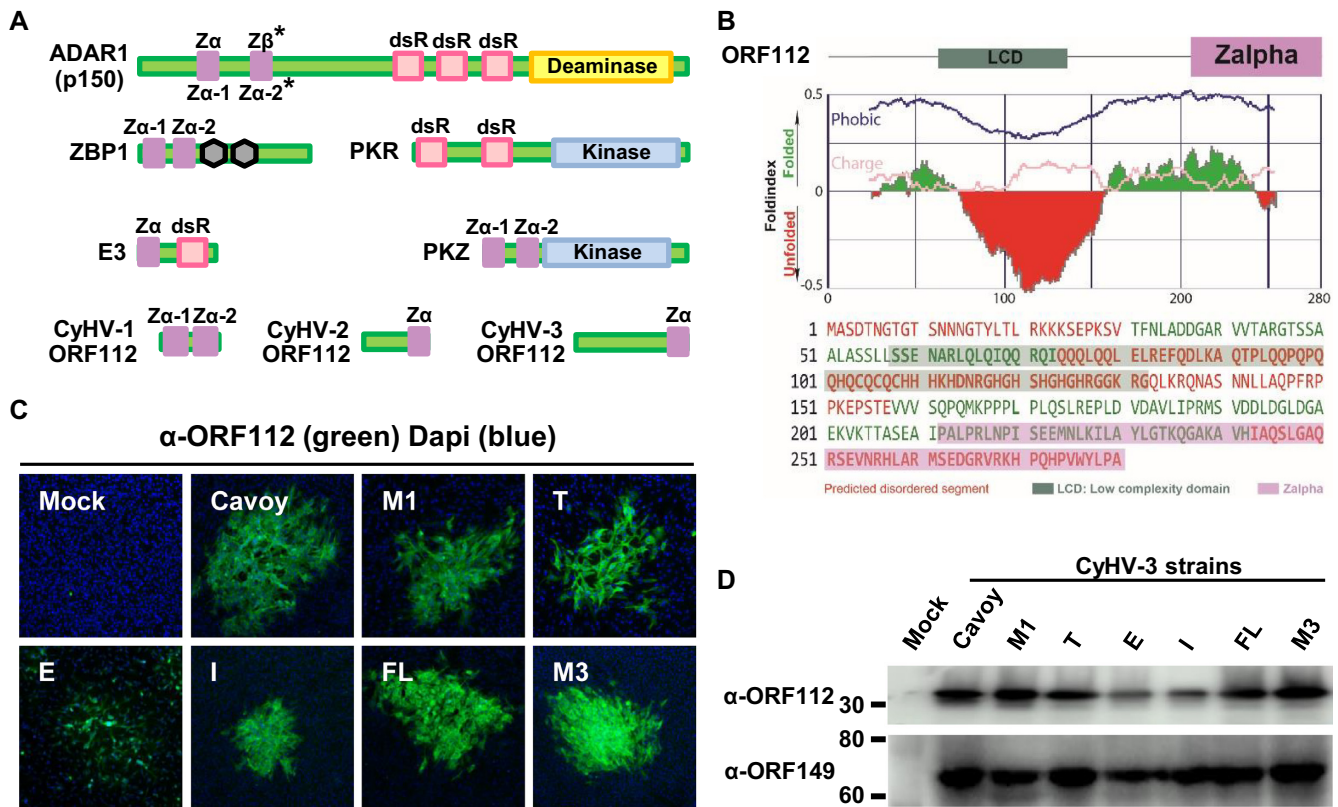 A
ADAR1
(p150)
Zα
Zβ*
dsR
dsR
dsR
Deaminase
Zα-1
Zα-2*
ZBP1
Zα-1
Zα-2
PKR
dsR
dsR
Kinase
E3
Zα
dsR
PKZ
Zα-1
Zα-2
Kinase
CyHV-1
ORF112
Zα-1
Zα-2
CyHV-2
ORF112
Zα
CyHV-3
ORF112
Zα
B
ORF112
LCD
Zalpha
Foldindex
Folded
Unfolded
0.5
0
-0.5
Phobic
Charge
0
100
200
280
1 MASDTNGTGT SNNNGTYLTL RKKKSEPKSV TFNLADDGAR VVTARGTSSA
51 ALASSLLSSE NARLQLQIQQ RQIQQQLQQL ELREFQDLKA QTPLQQPQPQ
101 QHQCQCQCHH HKHDNRGHGH SHGHGHRGGK RGQLKRQNAS NNLLAQPFRP
151 PKEPSTEVVV SQPQMKPPPL PLQSLREPLD VDAVLIPRMS VDDLDGLDGA
201 EKVKTTASEA IPALPRLNPI SEEMNLKILA YLGTKQGAKA VHIAQSLGAQ
251 RSEVNRHLAR MSEDGRVRKH PQHPVWYLPA
Predicted disordered segment
LCD: Low complexity domain
Zalpha
C
α-ORF112 (green) Dapi (blue)
Mock
Cavoy
M1
T
E
I
FL
M3
D
CyHV-3 strains
Mock
Cavoy
M1
T
E
I
FL
M3
α-ORF112
30
α-ORF149
80
60